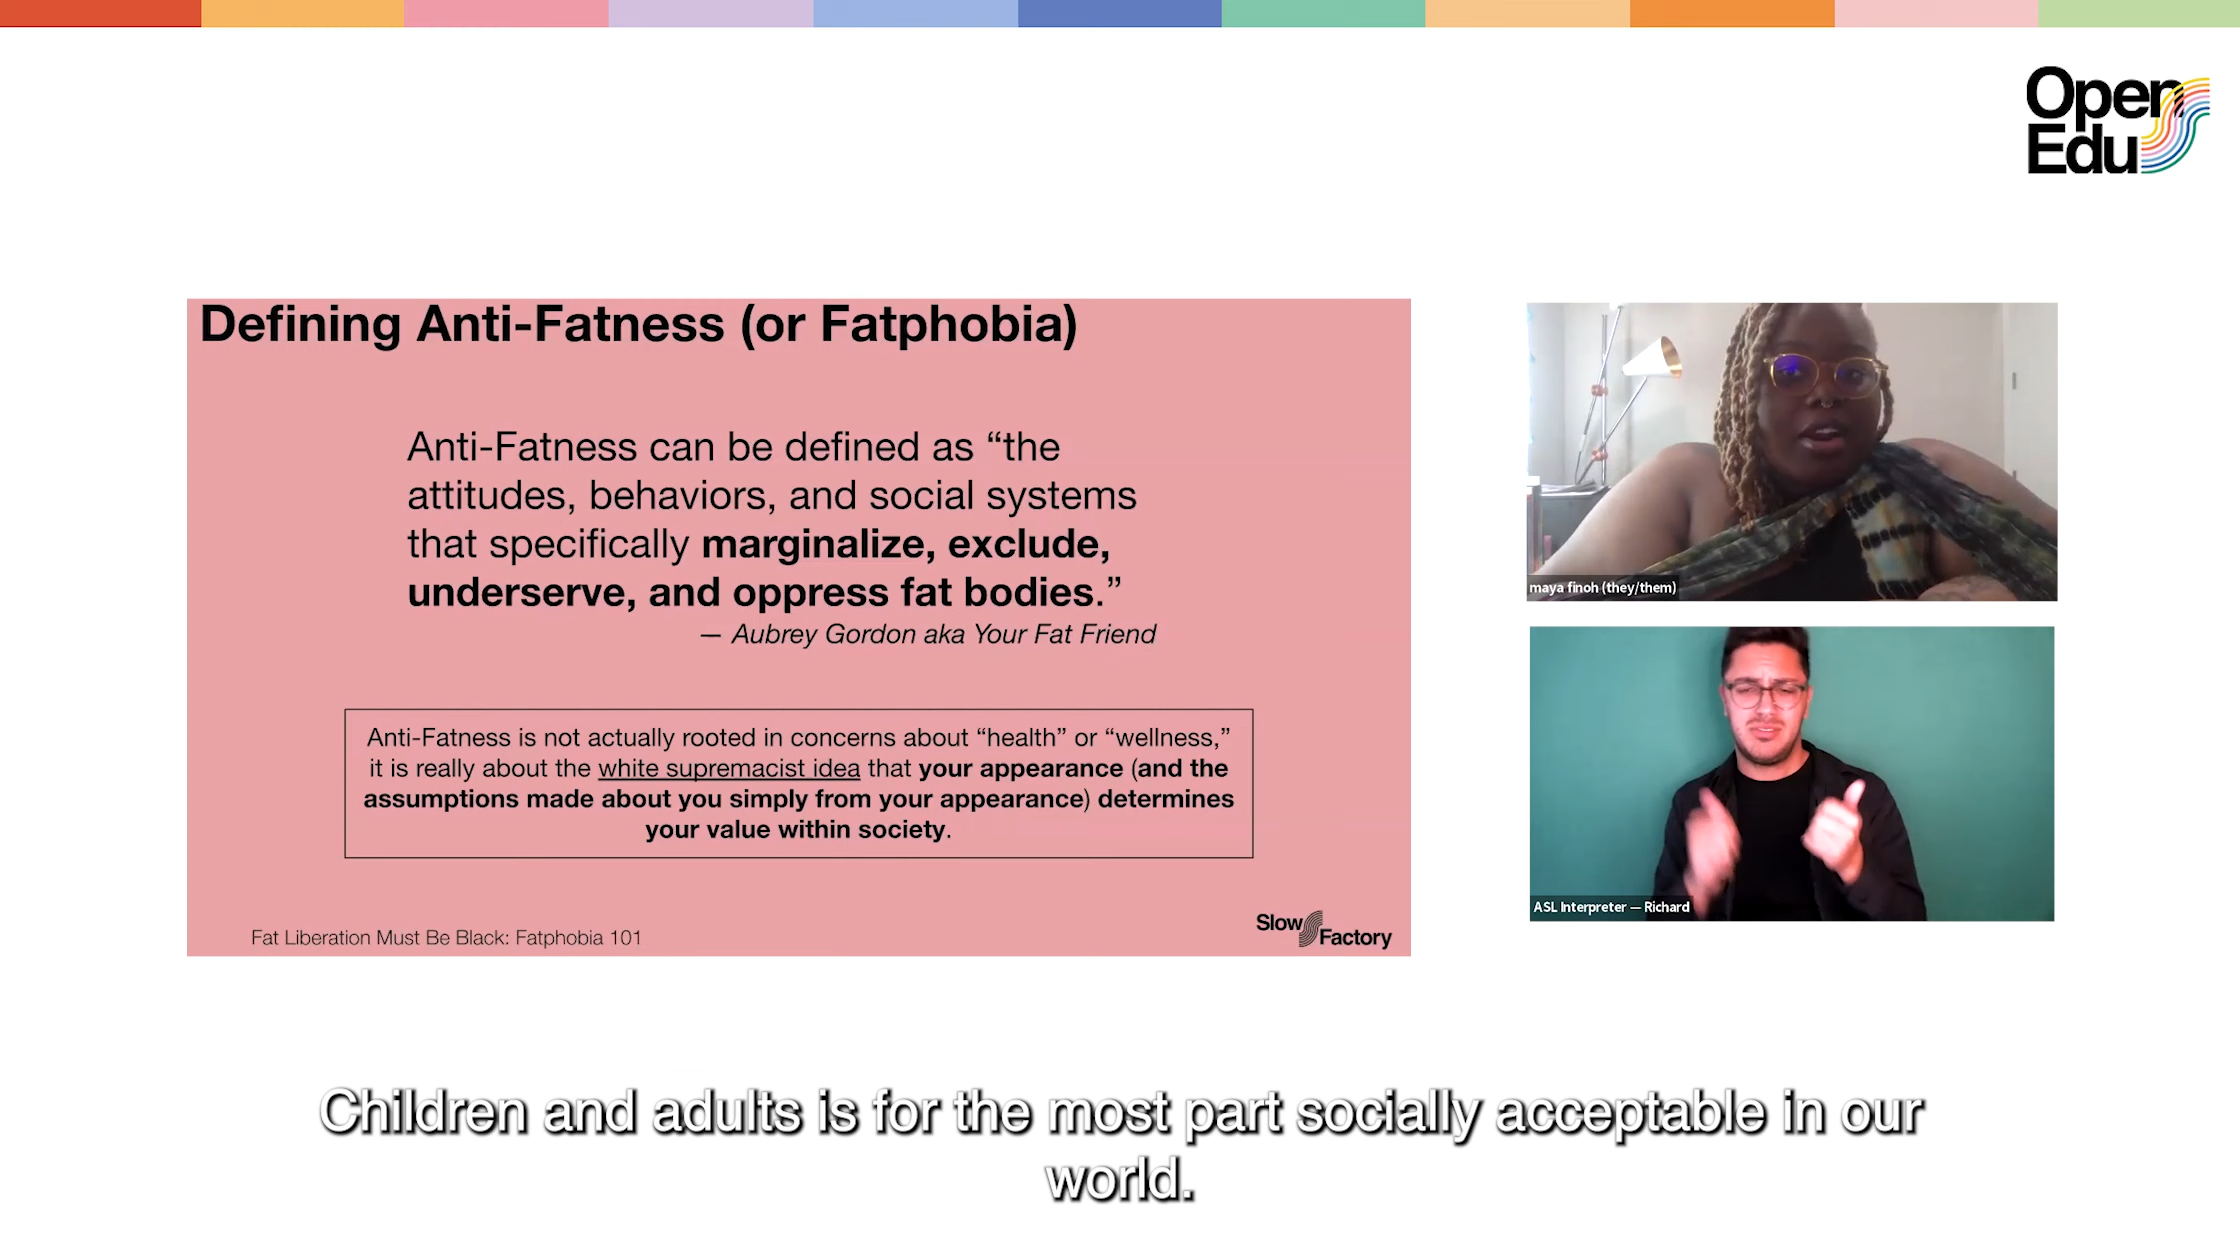 Open
Edu
Defining Anti-Fatness (or Fatphobia)
Anti-Fatness can be defined as “the
attitudes, behaviors, and social systems
that specifically marginalize, exclude,
underserve, and oppress fat bodies.”
— Aubrey Gordon aka Your Fat Friend
Anti-Fatness is not actually rooted in concerns about “health” or “wellness,”
it is really about the white supremacist idea that your appearance (and the
assumptions made about you simply from your appearance) determines
your value within society.
Fat Liberation Must Be Black: Fatphobia 101
Slow
Factory
maya finoh (they/them)
ASL Interpreter — Richard
Children and adults is for the most part socially acceptable in our
world.